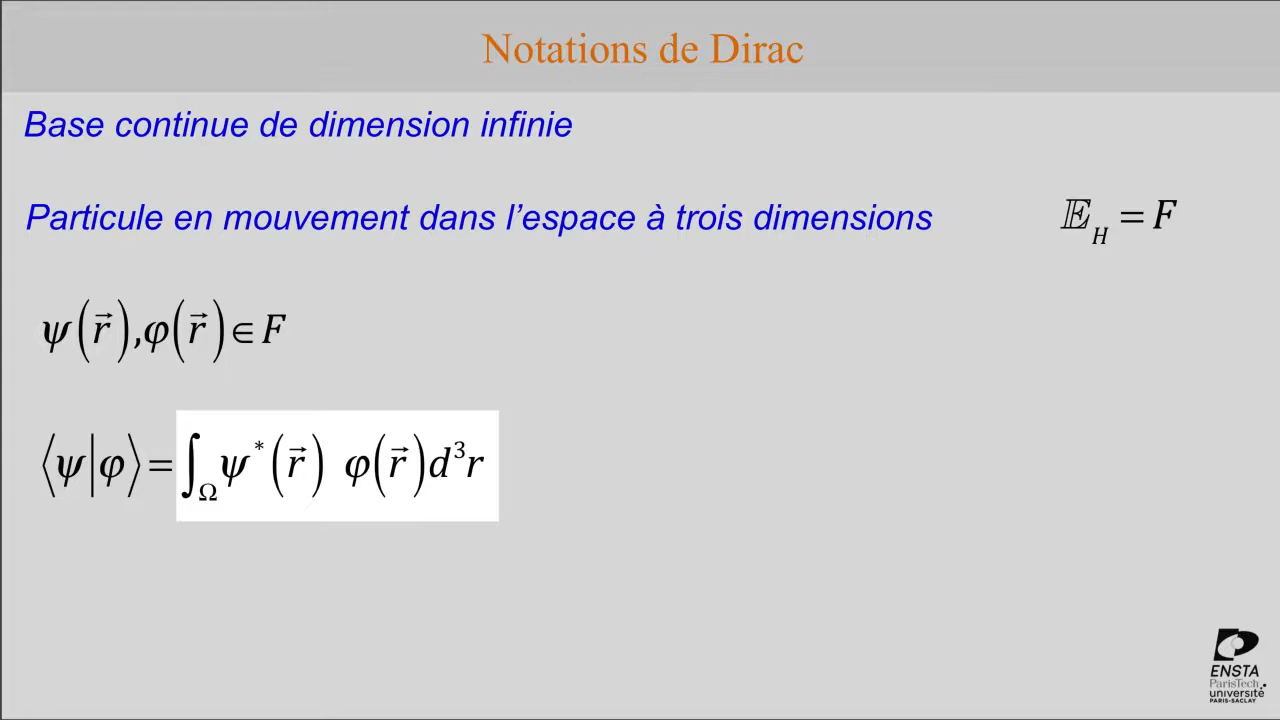 Notations de Dirac
Base continue de dimension infinie
Particule en mouvement dans l’espace à trois dimensions
𝔼_H = F
ψ(r⃗),φ(r⃗)∈F
⟨ψ|φ⟩=∫_Ω ψ*(r⃗) φ(r⃗)d³r
ENSTA
ParisTech
université
PARIS-SACLAY